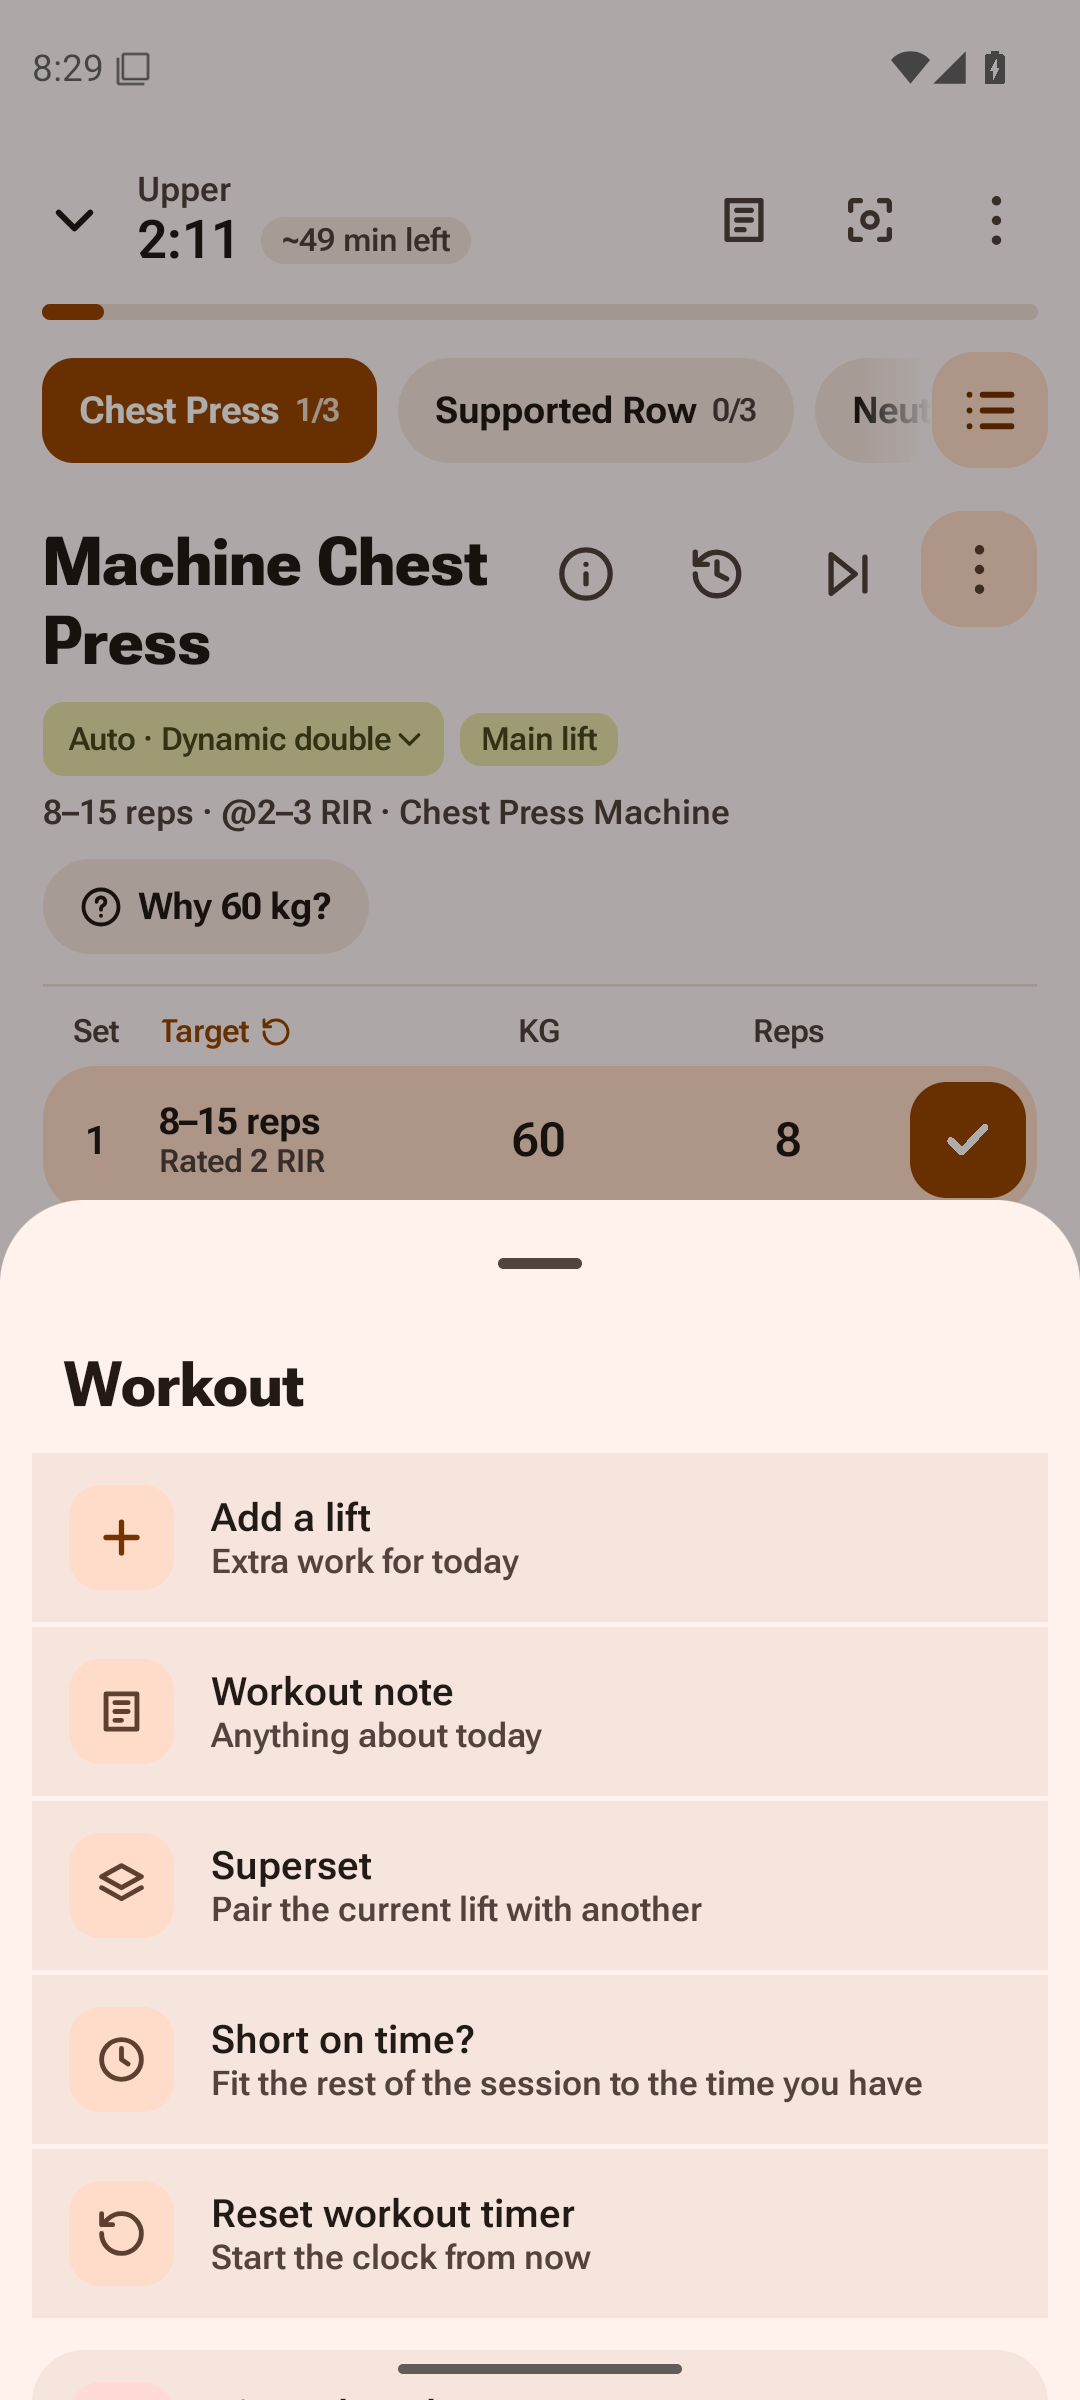 8:29
Upper
2:11
~49 min left
Chest Press 1/3
Supported Row 0/3
Neut
Machine Chest
Press
Auto · Dynamic double
Main lift
8–15 reps · @2–3 RIR · Chest Press Machine
Why 60 kg?
Set Target KG Reps
1 8–15 reps 60 8
Rated 2 RIR
Workout
Add a lift
Extra work for today
Workout note
Anything about today
Superset
Pair the current lift with another
Short on time?
Fit the rest of the session to the time you have
Reset workout timer
Start the clock from now